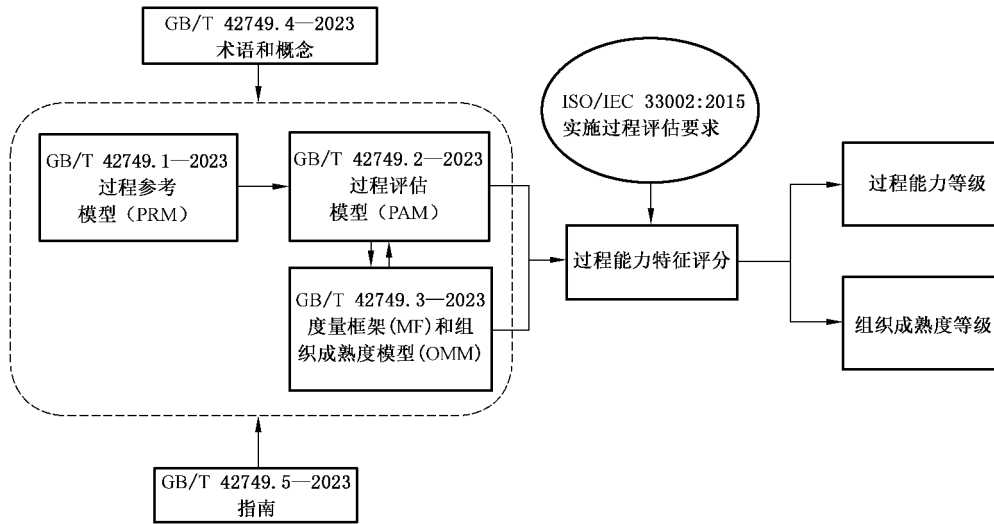 GB/T 42749.4—2023
术语和概念
ISO/IEC 33002:2015
实施过程评估要求
GB/T 42749.1—2023
过程参考
模型（PRM）
GB/T 42749.2—2023
过程评估
模型（PAM）
过程能力等级
过程能力特征评分
GB/T 42749.3—2023
度量框架(MF)和组
织成熟度模型(OMM)
组织成熟度等级
GB/T 42749.5—2023
指南